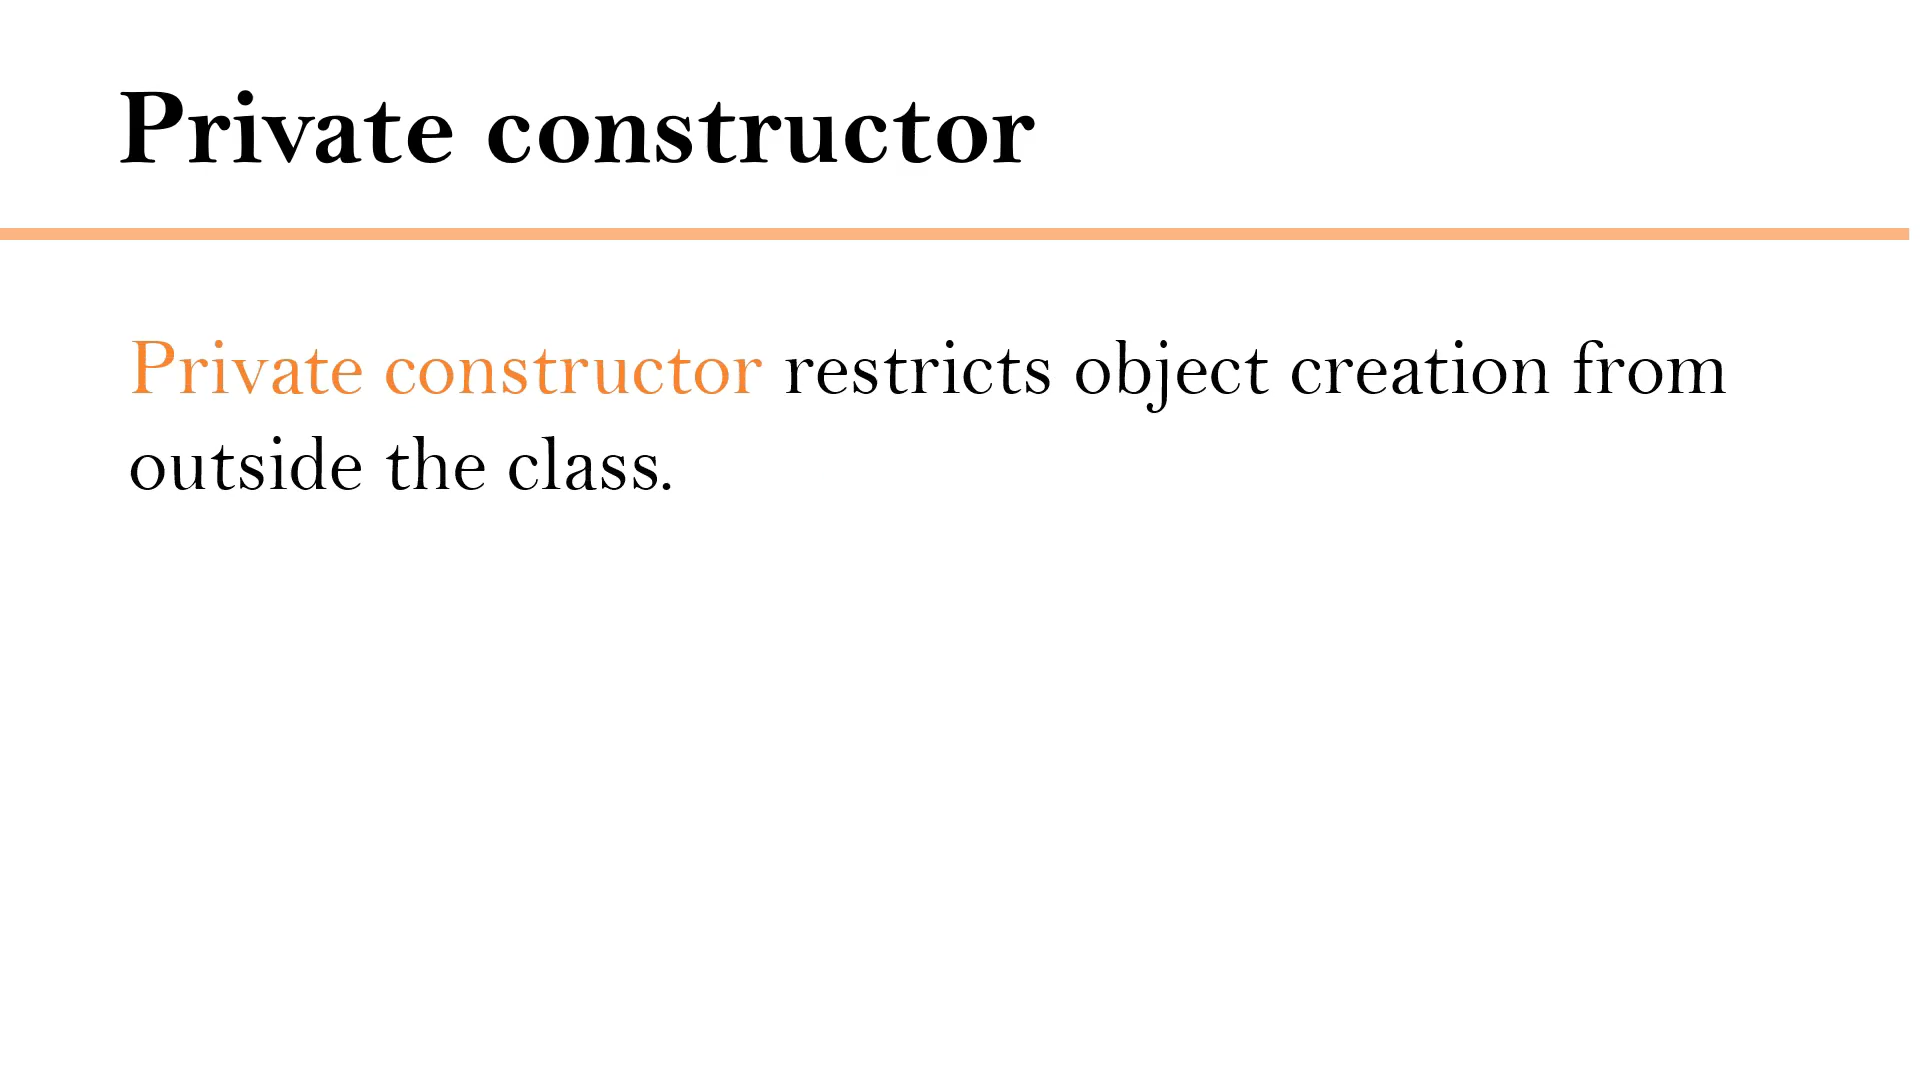 Private constructor
Private constructor restricts object creation from
outside the class.